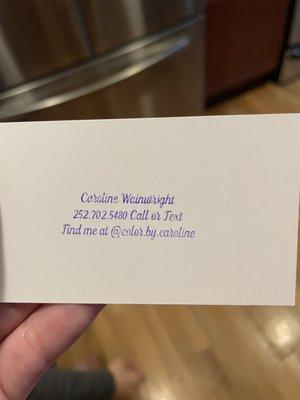 Caroline Wainwright
252.702.5480 Call or Text
Find me at @color.by.caroline